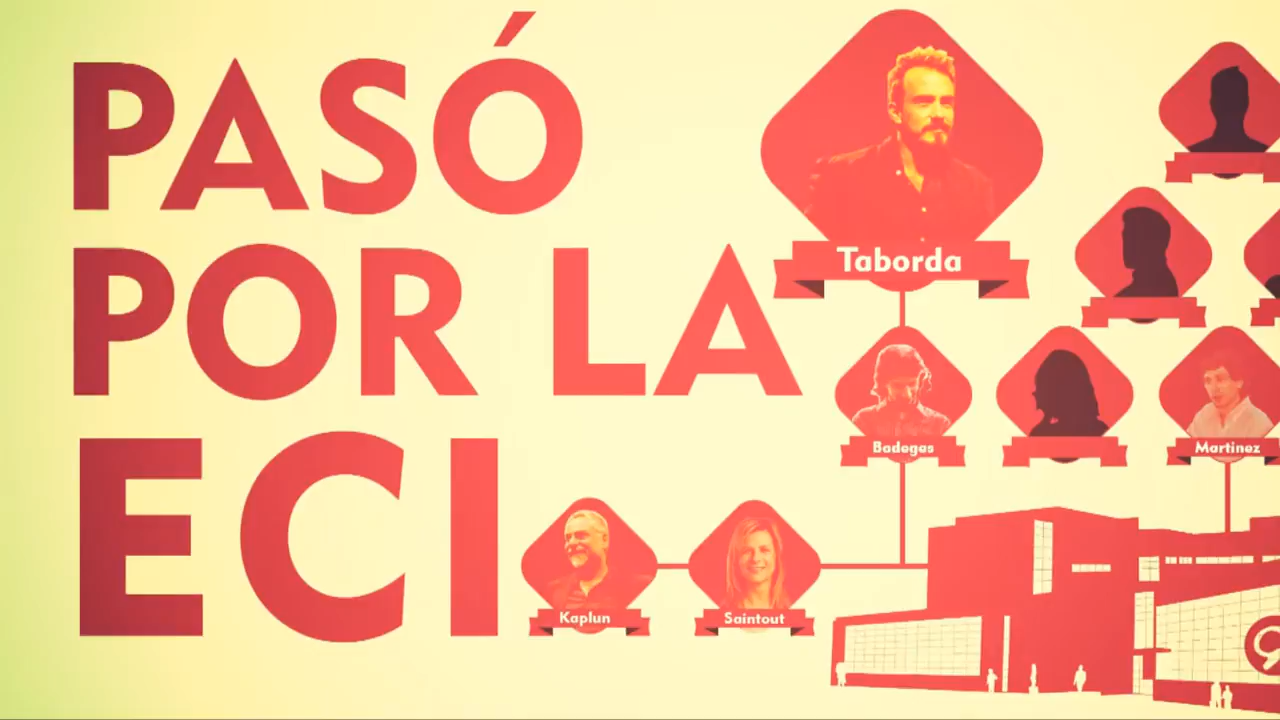 PASÓ
POR LA
ECI
Taborda
Badegas
Martinez
Kaplun
Saintout